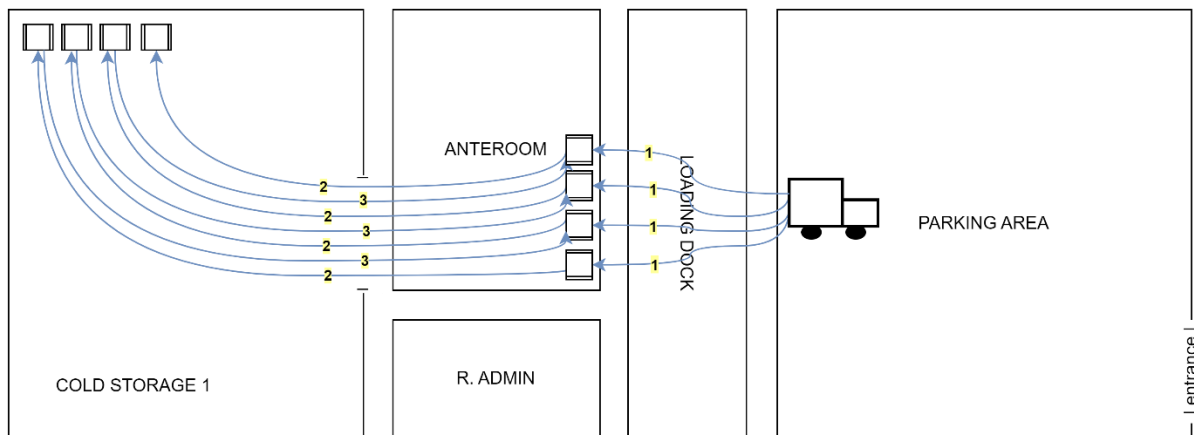 ANTEROOM
LOADING DOCK
PARKING AREA
COLD STORAGE 1
R. ADMIN
entrance
1
1
1
1
2
3
2
3
2
3
2